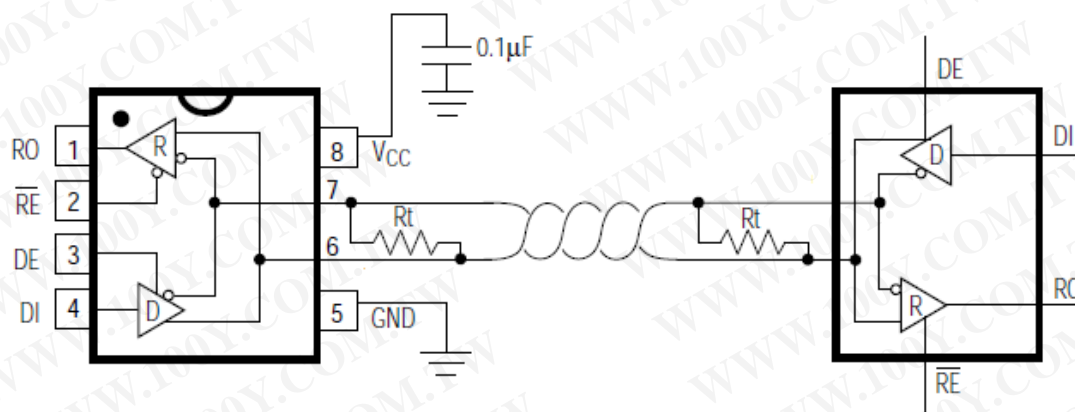 0.1µF
DE
RO 1
R
8 VCC
D
DI
RE 2
7
Rt
Rt
DE 3
6
DI 4
D
5 GND
R
RO
RE
WWW.100Y.COM.TW